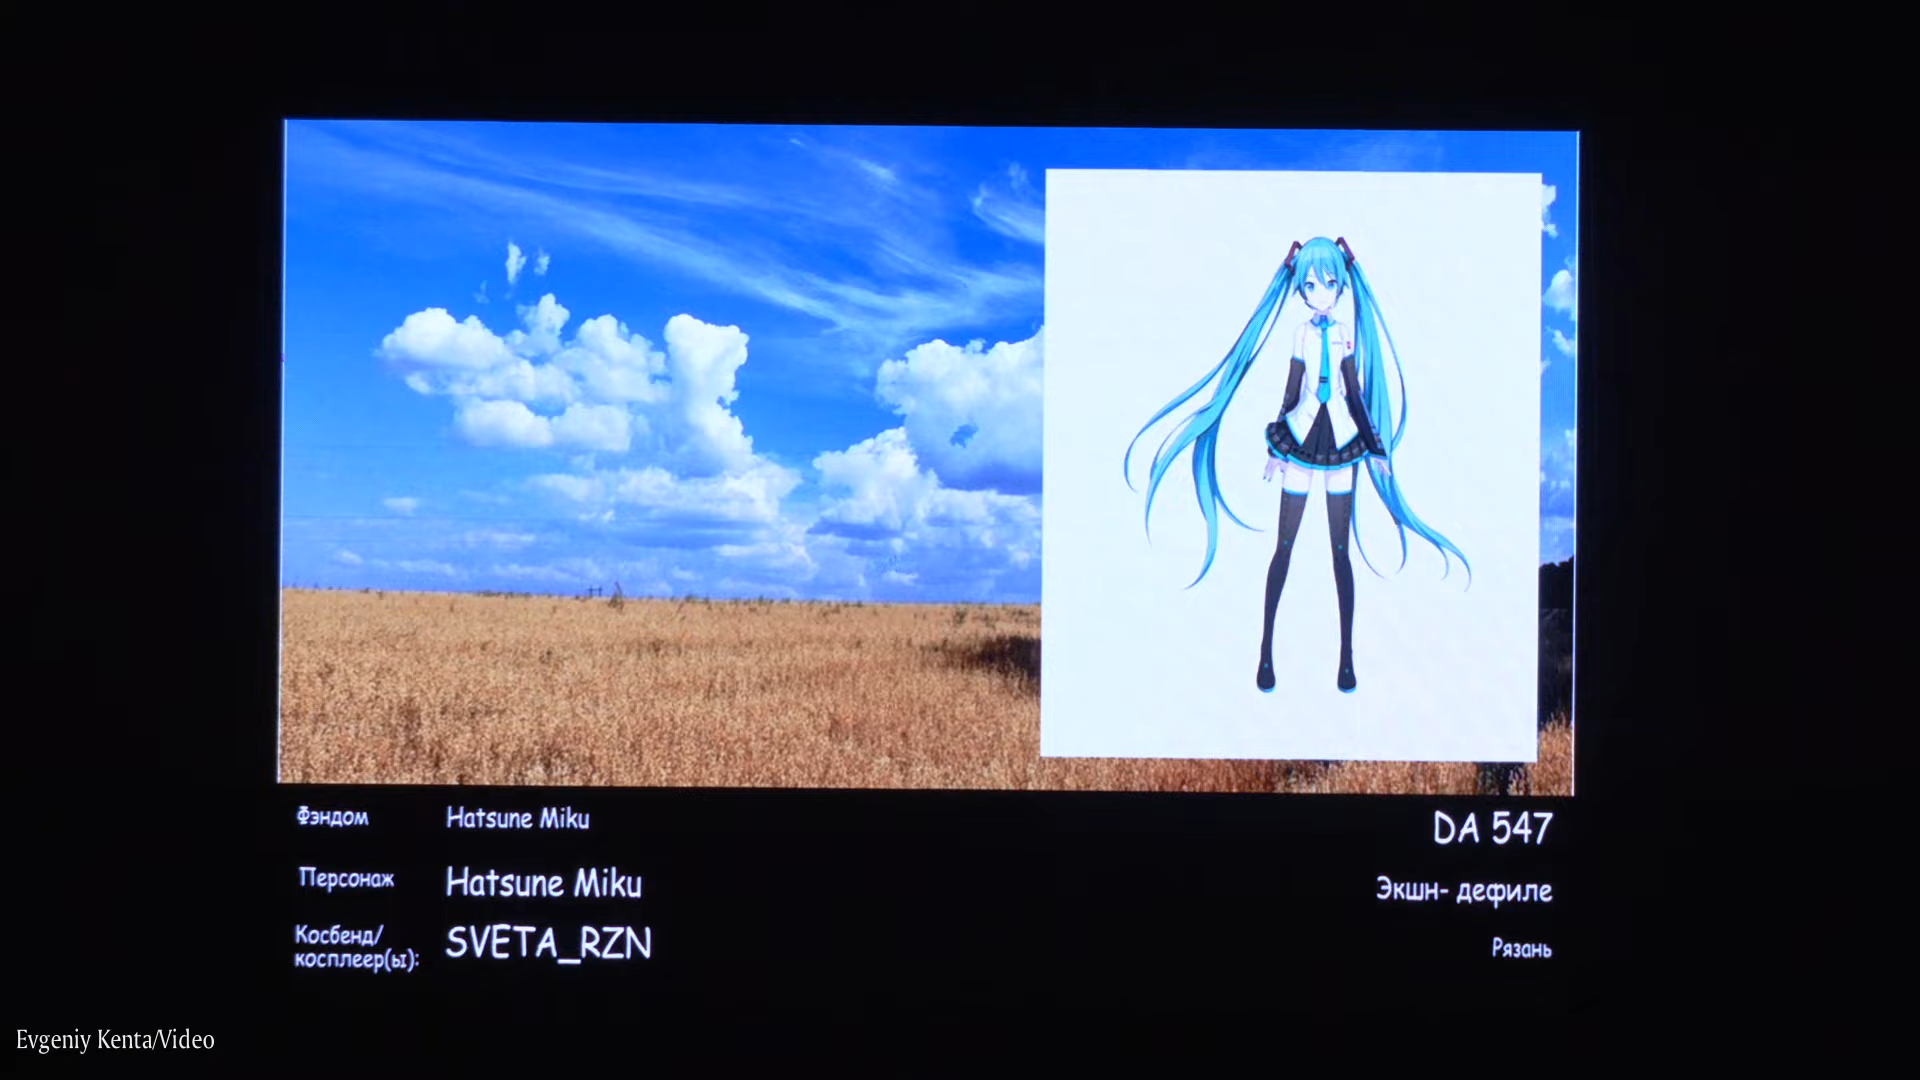 Фэндом Hatsune Miku
Персонаж Hatsune Miku
Косбенд/
косплеер(ы): SVETA_RZN
DA 547
Экшн- дефиле
Рязань
Evgeniy Kenta/Video